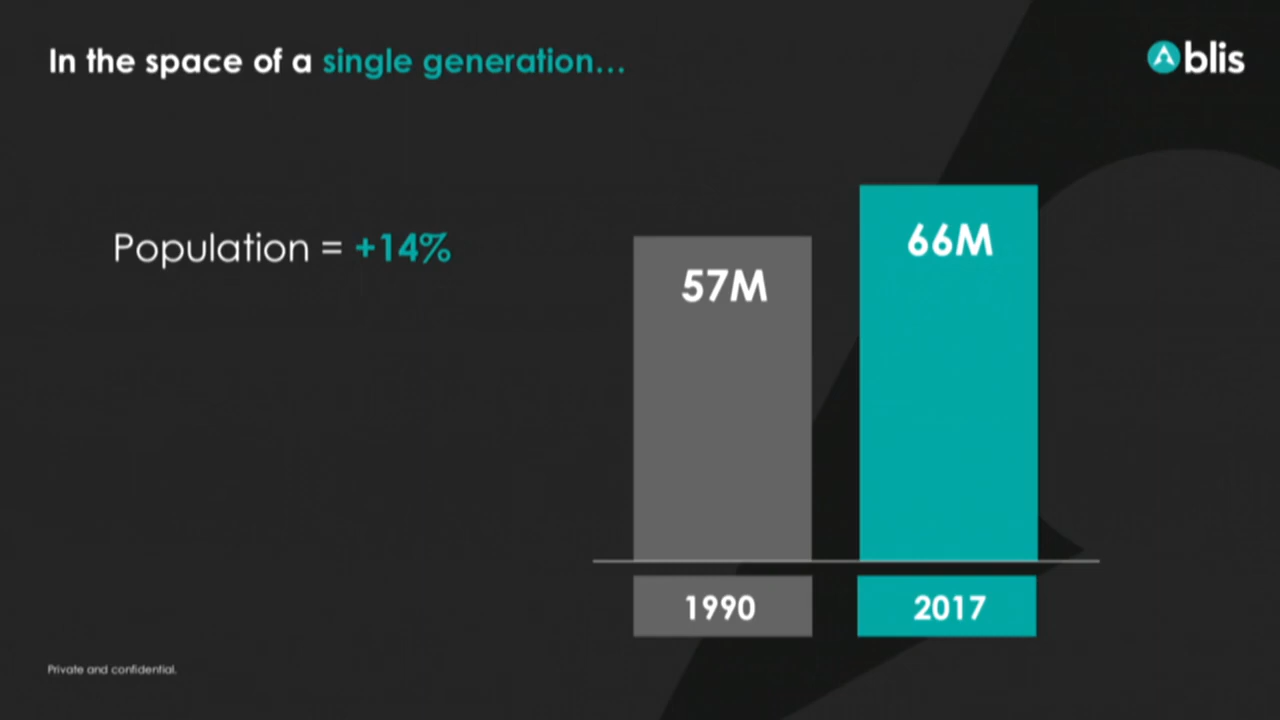 In the space of a single generation...
blis
Population = +14%
57M
66M
1990
2017
Private and confidential.